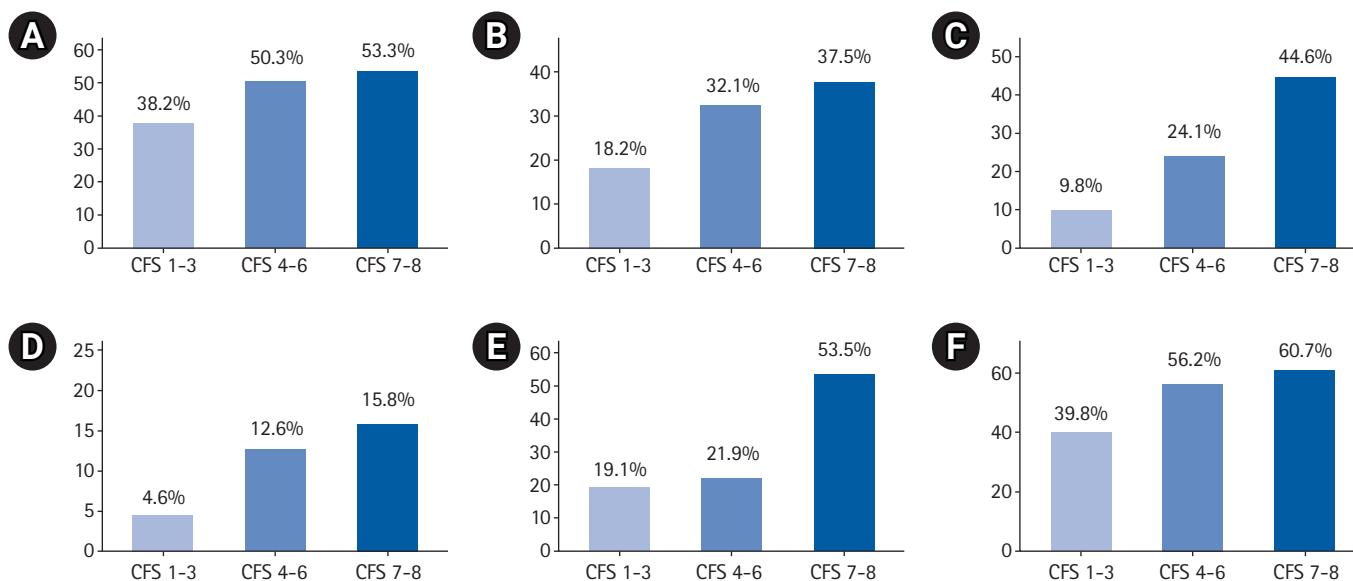 A
60
50
40
30
20
10
0
38.2%
50.3%
53.3%
CFS 1-3
CFS 4-6
CFS 7-8
B
40
30
20
10
0
18.2%
32.1%
37.5%
CFS 1-3
CFS 4-6
CFS 7-8
C
50
40
30
20
10
0
9.8%
24.1%
44.6%
CFS 1-3
CFS 4-6
CFS 7-8
D
25
20
15
10
5
0
4.6%
12.6%
15.8%
CFS 1-3
CFS 4-6
CFS 7-8
E
60
50
40
30
20
10
0
19.1%
21.9%
53.5%
CFS 1-3
CFS 4-6
CFS 7-8
F
60
40
20
0
39.8%
56.2%
60.7%
CFS 1-3
CFS 4-6
CFS 7-8